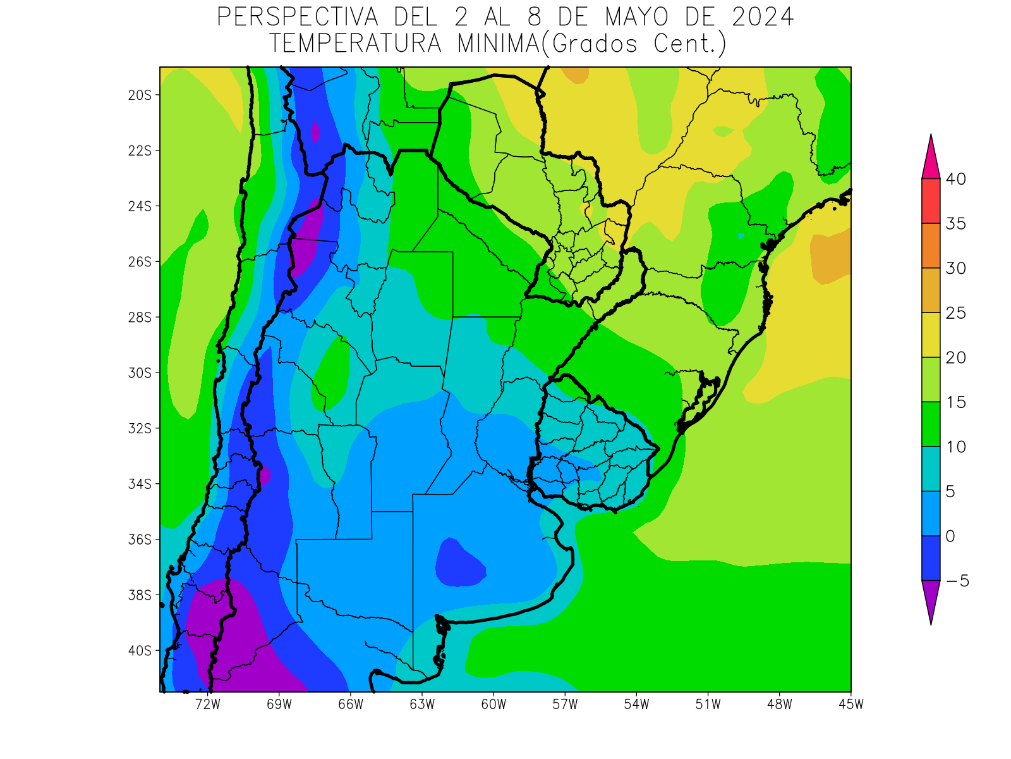 PERSPECTIVA DEL 2 AL 8 DE MAYO DE 2024
TEMPERATURA MINIMA(Grados Cent.)
20S
22S
24S
26S
28S
30S
32S
34S
36S
38S
40S
72W 69W 66W 63W 60W 57W 54W 51W 48W 45W
40
35
30
25
20
15
10
5
0
−5